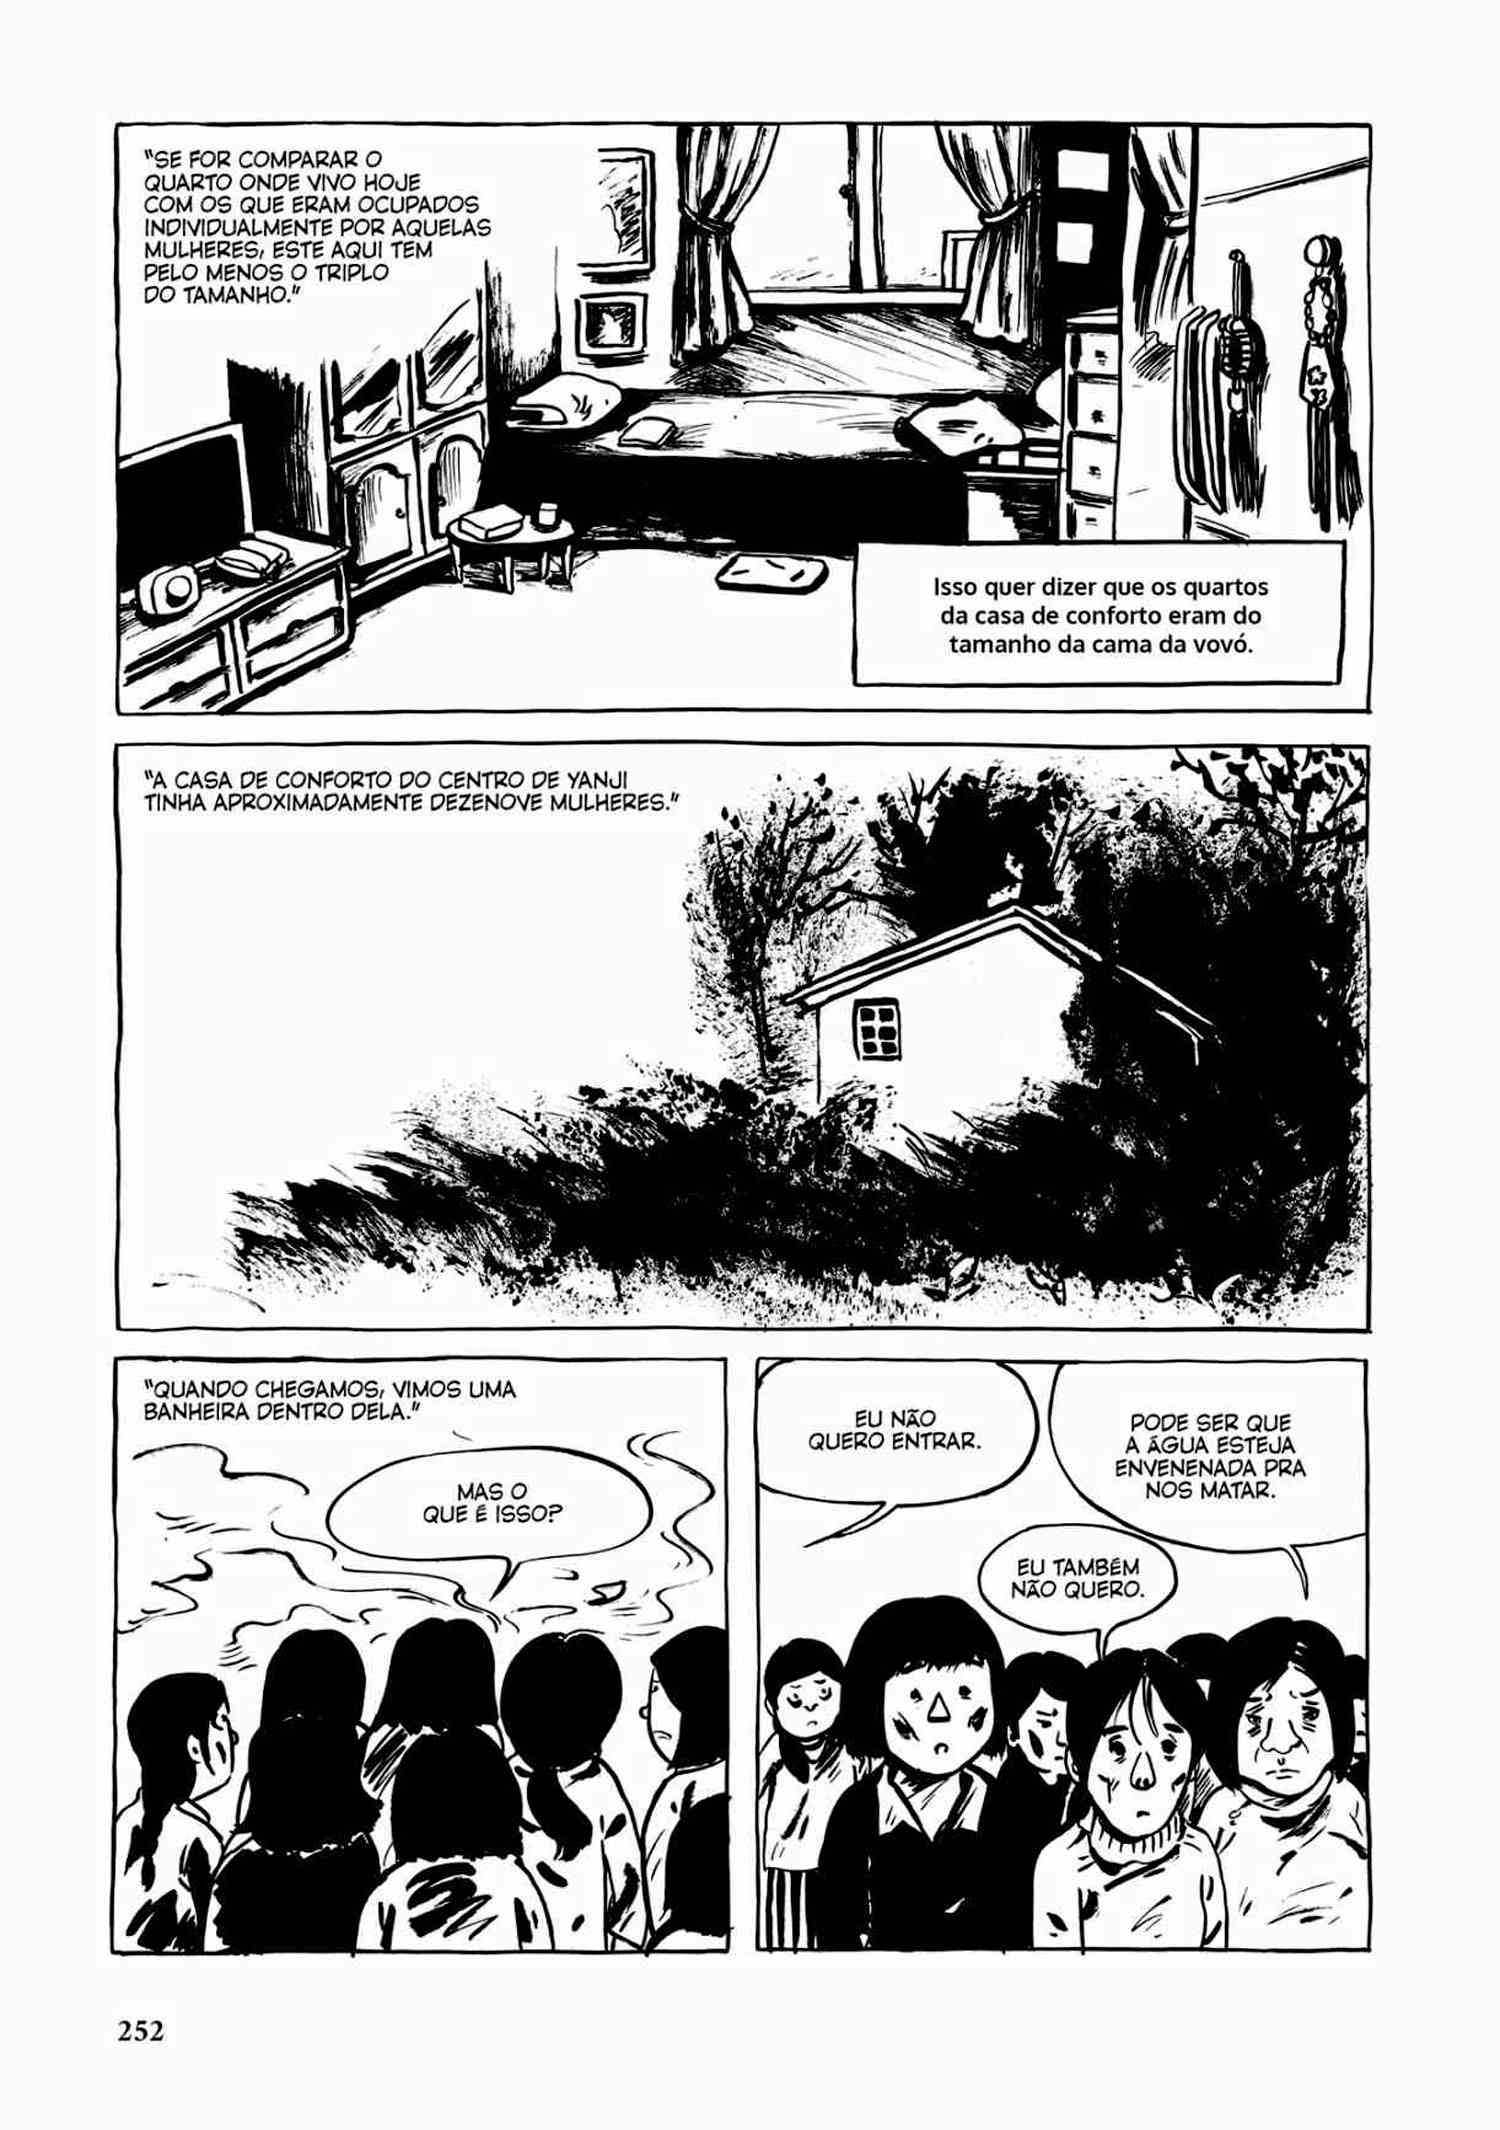 "SE FOR COMPARAR O
QUARTO ONDE VIVO HOJE
COM OS QUE ERAM OCUPADOS
INDIVIDUALMENTE POR AQUELAS
MULHERES, ESTE AQUI TEM
PELO MENOS O TRIPLO
DO TAMANHO."
Isso quer dizer que os quartos
da casa de conforto eram do
tamanho da cama da vovó.
"A CASA DE CONFORTO DO CENTRO DE YANJI
TINHA APROXIMADAMENTE DEZENOVE MULHERES."
"QUANDO CHEGAMOS, VIMOS UMA
BANHEIRA DENTRO DELA."
MAS O
QUE É ISSO?
EU NÃO
QUERO ENTRAR.
PODE SER QUE
A ÁGUA ESTEJA
ENVENENADA PRA
NOS MATAR.
EU TAMBÉM
NÃO QUERO.
252